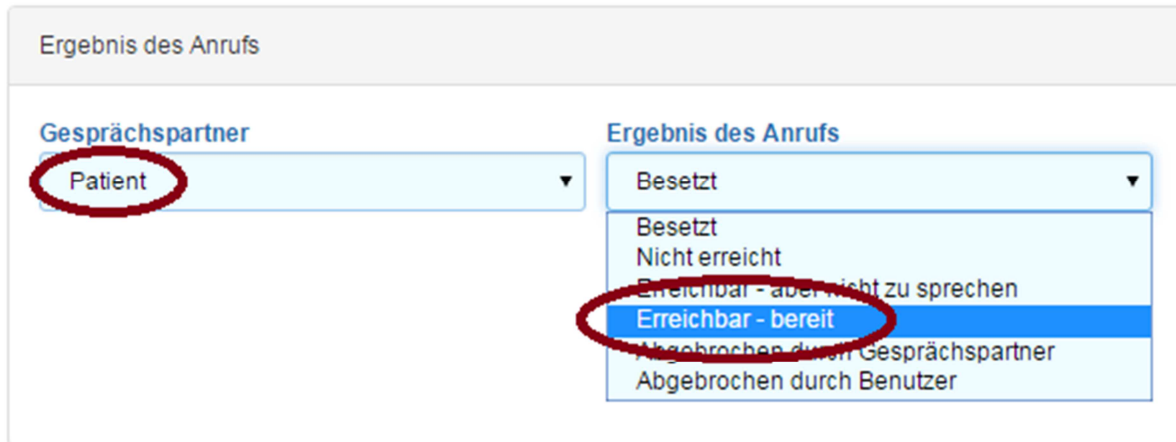 Ergebnis des Anrufs
Gesprächspartner
Patient
Ergebnis des Anrufs
Besetzt
Besetzt
Nicht erreicht
Erreichbar - aber nicht zu sprechen
Erreichbar - bereit
Abgebrochen durch Gesprächspartner
Abgebrochen durch Benutzer